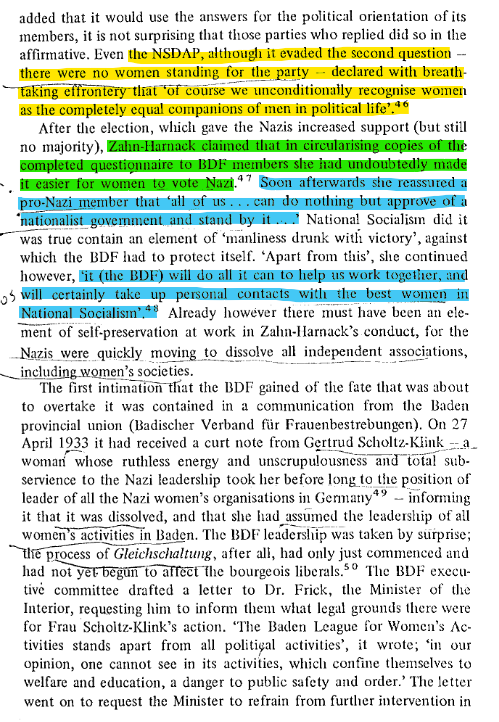 added that it would use the answers for the political orientation of its
members, it is not surprising that those parties who replied did so in the
affirmative. Even the NSDAP, although it evaded the second question –
there were no women standing for the party – declared with breath-
taking effrontery that 'of course we unconditionally recognise women
as the completely equal companions of men in political life'.46
After the election, which gave the Nazis increased support (but still
no majority), Zahn-Harnack claimed that in circularising copies of the
completed questionnaire to BDF members she had undoubtedly made
it easier for women to vote Nazi.47 Soon afterwards she reassured a
pro-Nazi member that 'all of us . . . can do nothing but approve of a
nationalist government and stand by it . . .' National Socialism did it
was true contain an element of 'manliness drunk with victory', against
which the BDF had to protect itself. 'Apart from this', she continued
however, 'it (the BDF) will do all it can to help us work together, and
will certainly take up personal contacts with the best women in
National Socialism'.48 Already however there must have been an ele-
ment of self-preservation at work in Zahn-Harnack's conduct, for the
Nazis were quickly moving to dissolve all independent associations,
including women's societies.
The first intimation that the BDF gained of the fate that was about
to overtake it was contained in a communication from the Baden
provincial union (Badischer Verband für Frauenbestrebungen). On 27
April 1933 it had received a curt note from Gertrud Scholtz-Klink – a
woman whose ruthless energy and unscrupulousness and total sub-
servience to the Nazi leadership took her before long to the position of
leader of all the Nazi women's organisations in Germany49 – informing
it that it was dissolved, and that she had assumed the leadership of all
women's activities in Baden. The BDF leadership was taken by surprise;
the process of Gleichschaltung, after all, had only just commenced and
had not yet begun to affect the bourgeois liberals.50 The BDF execu-
tive committee drafted a letter to Dr. Frick, the Minister of the
Interior, requesting him to inform them what legal grounds there were
for Frau Scholtz-Klink's action. 'The Baden League for Women's Ac-
tivities stands apart from all political activities', it wrote; 'in our
opinion, one cannot see in its activities, which confine themselves to
welfare and education, a danger to public safety and order.' The letter
went on to request the Minister to refrain from further intervention in